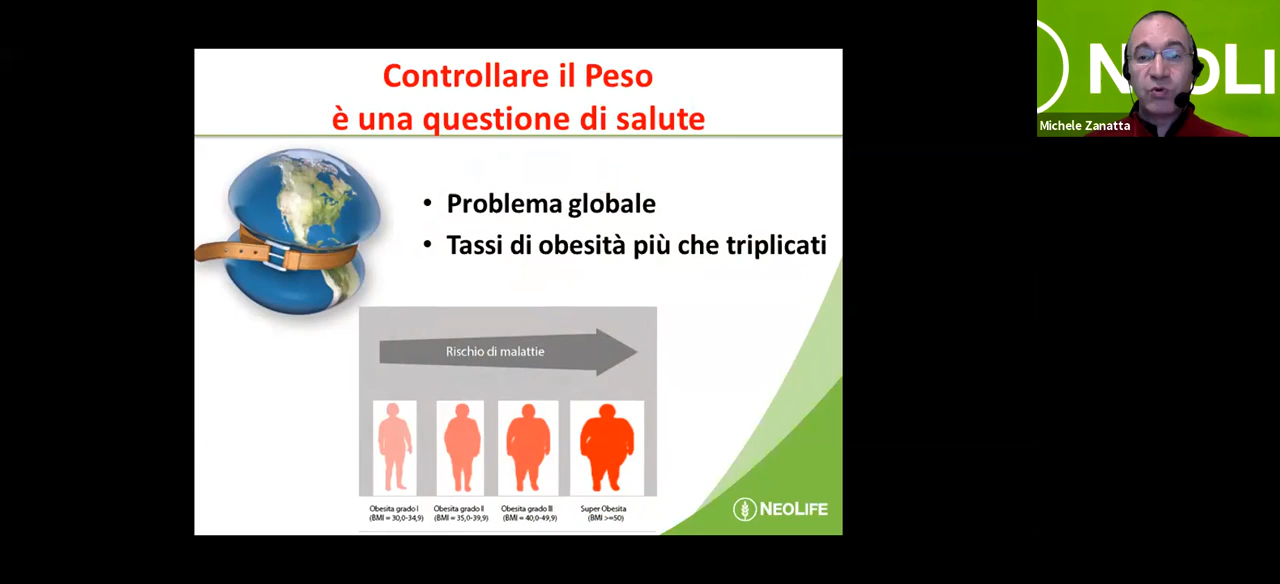 Controllare il Peso
è una questione di salute
• Problema globale
• Tassi di obesità più che triplicati
Rischio di malattie
Obesita grado I
(BMI = 30,0-34,9)
Obesita grado II
(BMI = 35,0-39,9)
Obesita grado III
(BMI = 40,0-49,9)
Super Obesita
(BMI >=50)
NEOLIFE
NEOLI
Michele Zanatta